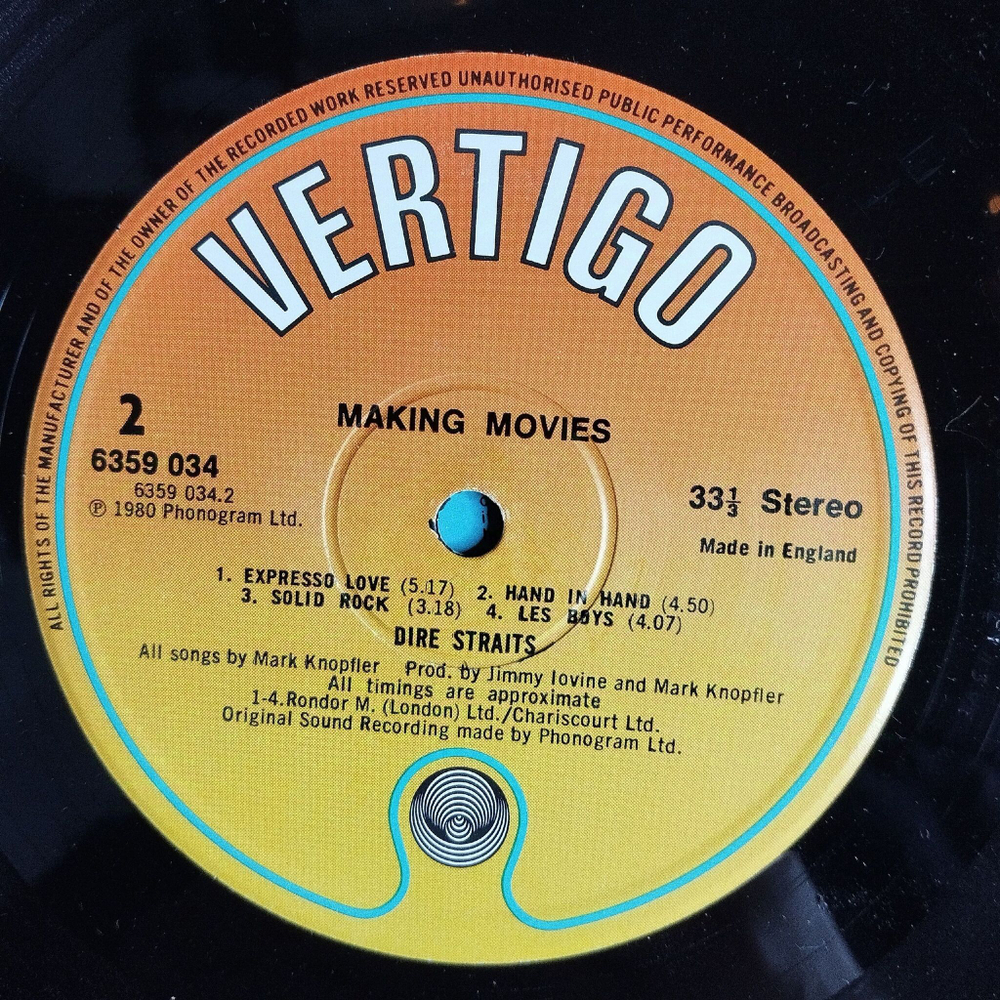 ALL RIGHTS OF THE MANUFACTURER AND OF THE OWNER OF THE RECORDED WORK RESERVED UNAUTHORISED PUBLIC PERFORMANCE BROADCASTING AND COPYING OF THIS RECORD PROHIBITED
VERTIGO
MAKING MOVIES
2
6359 034
6359 034.2
℗ 1980 Phonogram Ltd.
33⅓ Stereo
Made in England
1. EXPRESSO LOVE (5.17) 2. HAND IN HAND (4.50)
3. SOLID ROCK (3.18) 4. LES BOYS (4.07)
DIRE STRAITS
All songs by Mark Knopfler Prod. by Jimmy Iovine and Mark Knopfler
All timings are approximate
1-4.Rondor M. (London) Ltd./Chariscourt Ltd.
Original Sound Recording made by Phonogram Ltd.